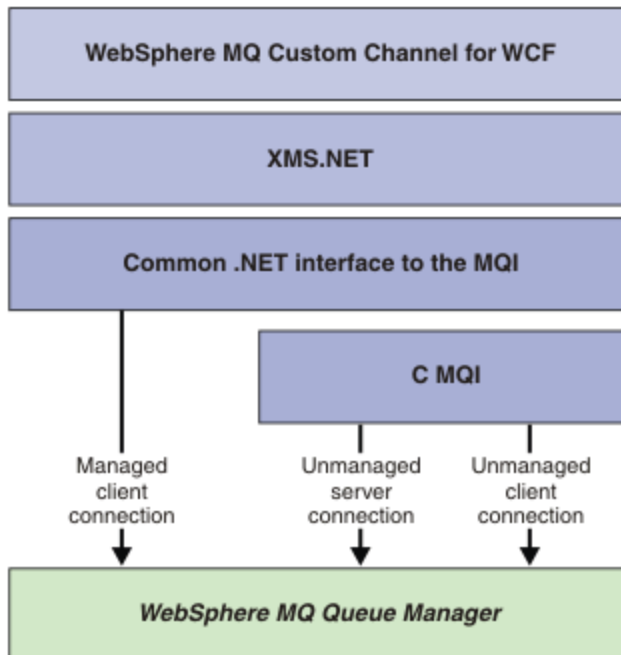 WebSphere MQ Custom Channel for WCF
XMS.NET
Common .NET interface to the MQI
C MQI
Managed
client
connection
Unmanaged
server
connection
Unmanaged
client
connection
WebSphere MQ Queue Manager